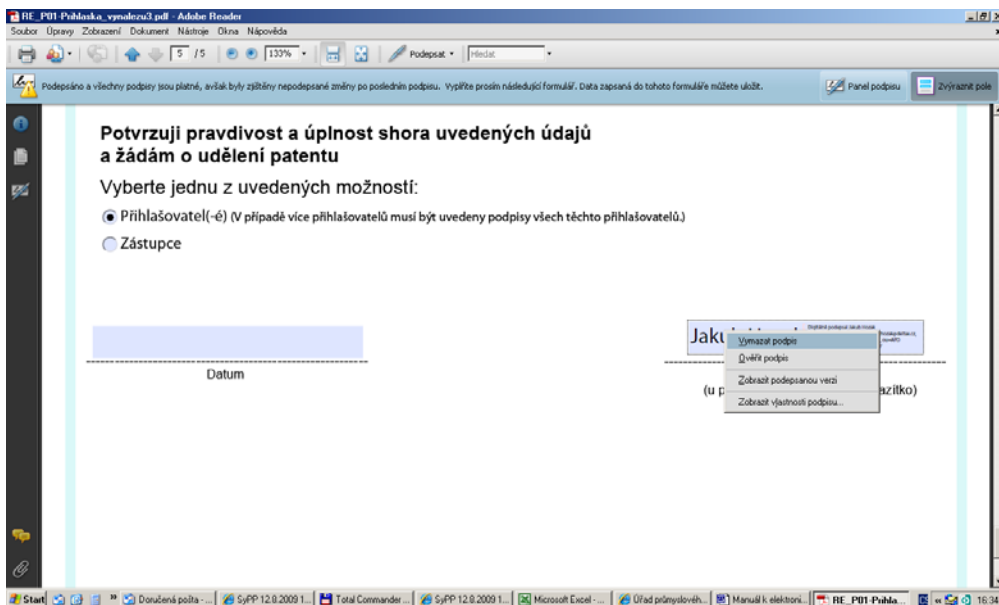 RE_P01-Prihlaska_vynalezu3.pdf - Adobe Reader
Soubor Úpravy Zobrazení Dokument Nástroje Okna Nápověda
5 / 5 133% Podepsat Hledat
Podepsáno a všechny podpisy jsou platné, avšak byly zjištěny nepodepsané změny po posledním podpisu. Vyplňte prosím následující formulář. Data zapsaná do tohoto formuláře můžete uložit.
Panel podpisu Zvýraznit pole
Potvrzuji pravdivost a úplnost shora uvedených údajů
a žádám o udělení patentu
Vyberte jednu z uvedených možností:
Přihlašovatel(-é) (V případě více přihlašovatelů musí být uvedeny podpisy všech těchto přihlašovatelů.)
Zástupce
Jaku
Vymazat podpis
Ověřit podpis
Zobrazit podepsanou verzi
Zobrazit vlastnosti podpisu...
Datum
(u p azítko)
Start Doručená pošta - ... SyPP 12.8.2009 1... Total Commander ... SyPP 12.8.2009 1... Microsoft Excel - ... Úřad průmyslovéh... Manuál k elektroni... RE_P01-Prihla... 16:34